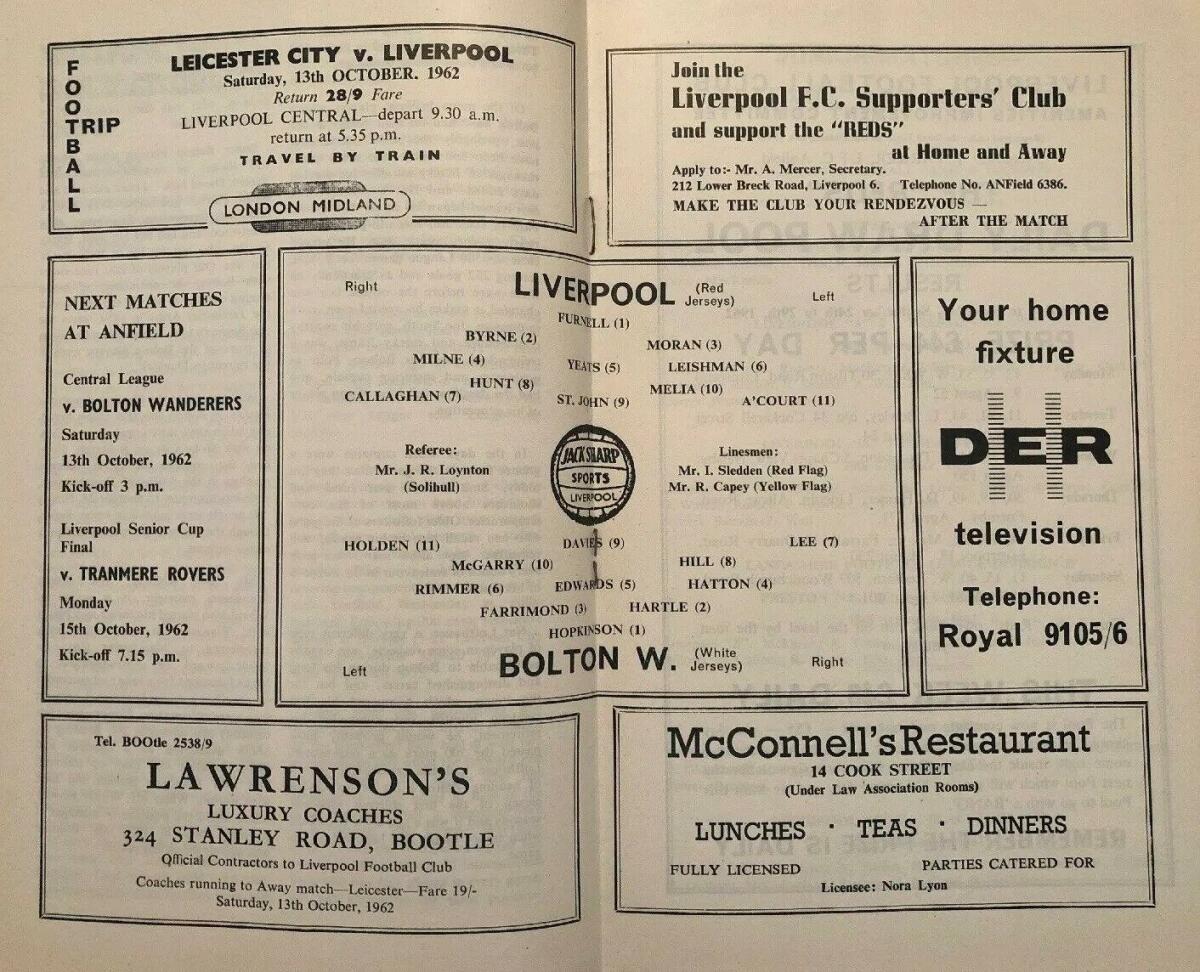 FOOTBALL
TRIP
LEICESTER CITY v. LIVERPOOL
Saturday, 13th OCTOBER. 1962
Return 28/9 Fare
LIVERPOOL CENTRAL—depart 9.30 a.m.
return at 5.35 p.m.
TRAVEL BY TRAIN
LONDON MIDLAND
Join the
Liverpool F.C. Supporters' Club
and support the "REDS"
at Home and Away
Apply to:- Mr. A. Mercer, Secretary.
212 Lower Breck Road, Liverpool 6. Telephone No. ANField 6386.
MAKE THE CLUB YOUR RENDEZVOUS —
AFTER THE MATCH
NEXT MATCHES
AT ANFIELD
Central League
v. BOLTON WANDERERS
Saturday
13th October, 1962
Kick-off 3 p.m.
Liverpool Senior Cup
Final
v. TRANMERE ROVERS
Monday
15th October, 1962
Kick-off 7.15 p.m.
Right LIVERPOOL (Red Jerseys) Left
FURNELL (1)
BYRNE (2) MORAN (3)
MILNE (4) YEATS (5) LEISHMAN (6)
HUNT (8) MELIA (10)
CALLAGHAN (7) ST. JOHN (9) A'COURT (11)
Referee:
Mr. J. R. Loynton
(Solihull)
JACK SHARP
SPORTS
LIVERPOOL
Linesmen:
Mr. I. Sledden (Red Flag)
Mr. R. Capey (Yellow Flag)
HOLDEN (11) DAVIES (9) LEE (7)
McGARRY (10) HILL (8)
RIMMER (6) EDWARDS (5) HATTON (4)
FARRIMOND (3) HARTLE (2)
HOPKINSON (1)
Left BOLTON W. (White Jerseys) Right
Your home
fixture
DER
television
Telephone:
Royal 9105/6
Tel. BOOtle 2538/9
LAWRENSON'S
LUXURY COACHES
324 STANLEY ROAD, BOOTLE
Official Contractors to Liverpool Football Club
Coaches running to Away match—Leicester—Fare 19/-
Saturday, 13th October, 1962
McConnell's Restaurant
14 COOK STREET
(Under Law Association Rooms)
LUNCHES · TEAS · DINNERS
FULLY LICENSED PARTIES CATERED FOR
Licensee: Nora Lyon